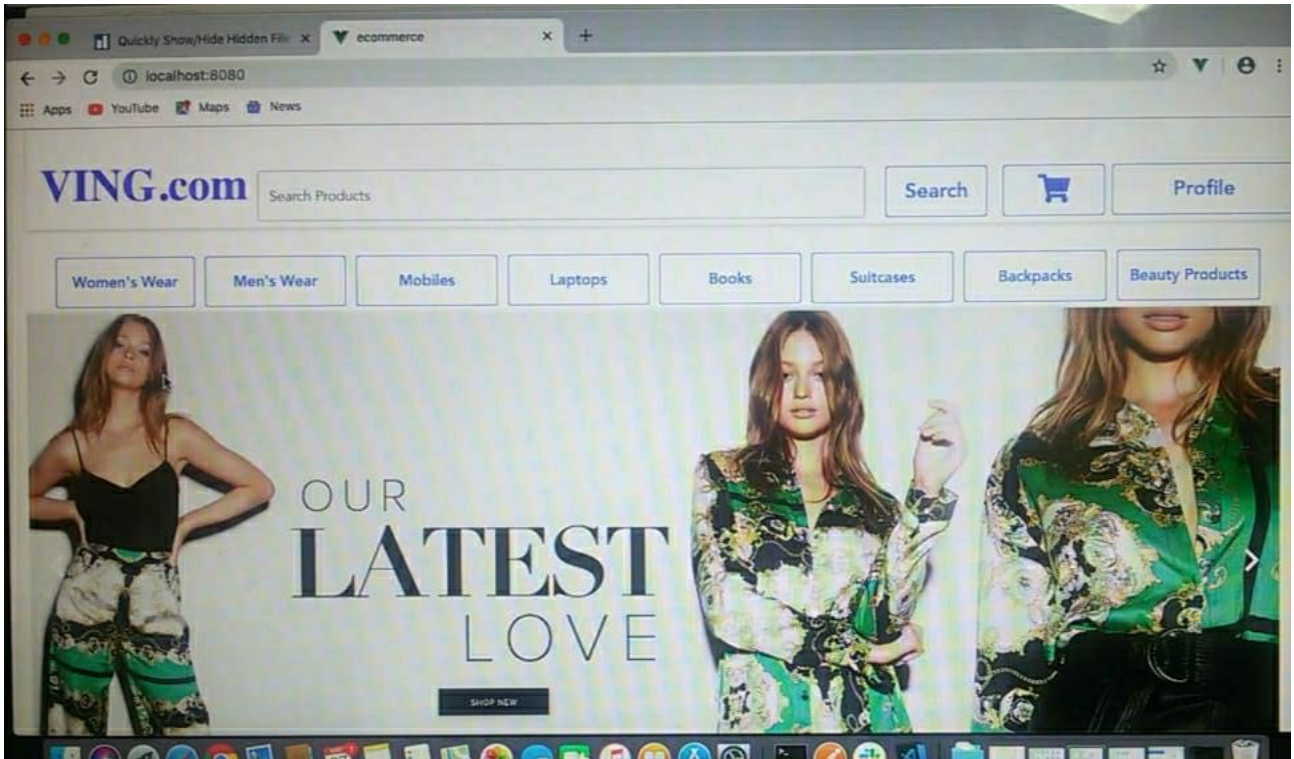 Quickly Show/Hide Hidden File
ecommerce
localhost:8080
Apps YouTube Maps News
VING.com Search Products Search Profile
Women's Wear Men's Wear Mobiles Laptops Books Suitcases Backpacks Beauty Products
OUR
LATEST
LOVE
SHOP NEW